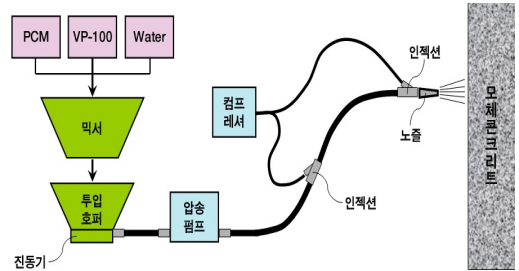 PCM
VP-100
Water
믹서
투입
호퍼
진동기
압송
펌프
컴프
레셔
인젝션
인젝션
노즐
모체콘크리트